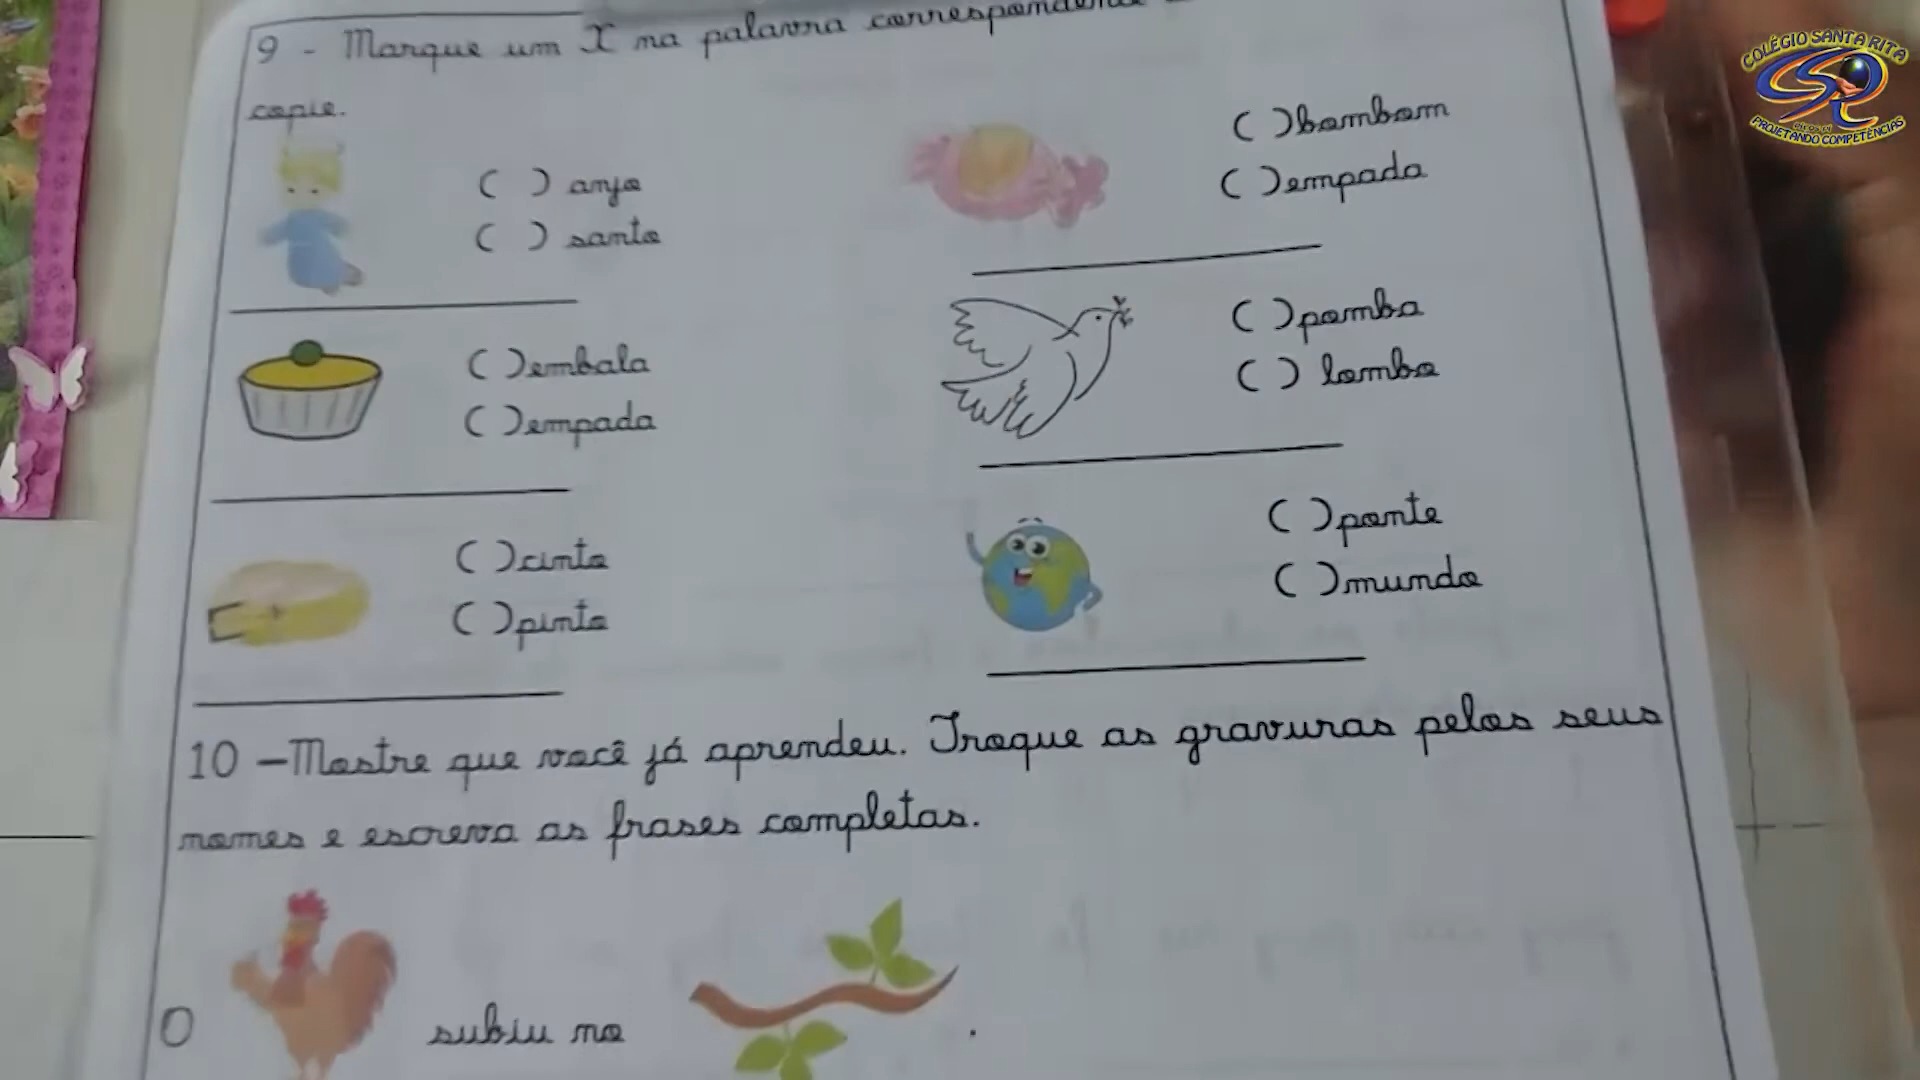 9 - Marque um X na palavra
copie.
( ) anjo
( ) santo
( ) bombom
( ) empada
( ) embala
( ) empada
( ) pomba
( ) lombo
( ) cinto
( ) pinto
( ) ponte
( ) mundo
10 – Mostre que você já aprendeu. Troque as gravuras pelos seus
nomes e escreva as frases completas.
O subiu no .
COLÉGIO SANTA RITA
PROJETANDO COMPETÊNCIAS